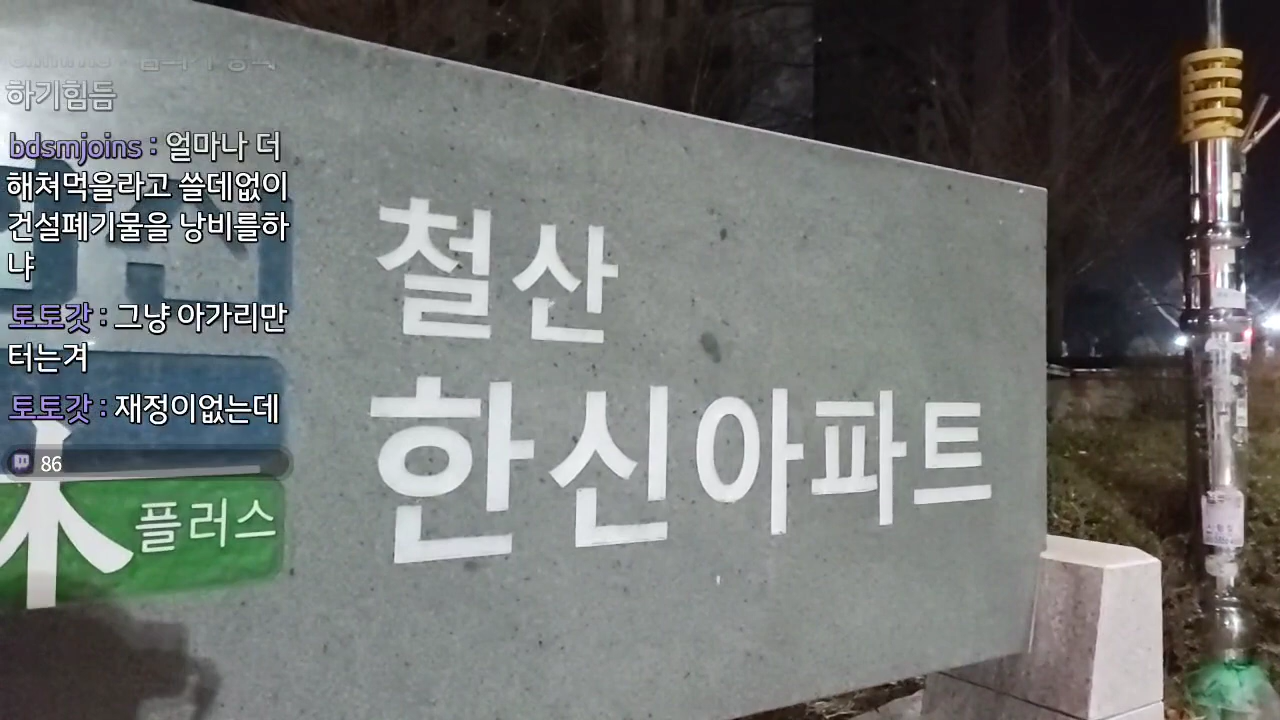 하기힘듬
bdsmjoins : 얼마나 더
해쳐먹을라고 쓸데없이
건설폐기물을 낭비를하
냐
토토갓 : 그냥 아가리만
터는겨
토토갓 : 재정이없는데
86
플러스
철산
한신아파트